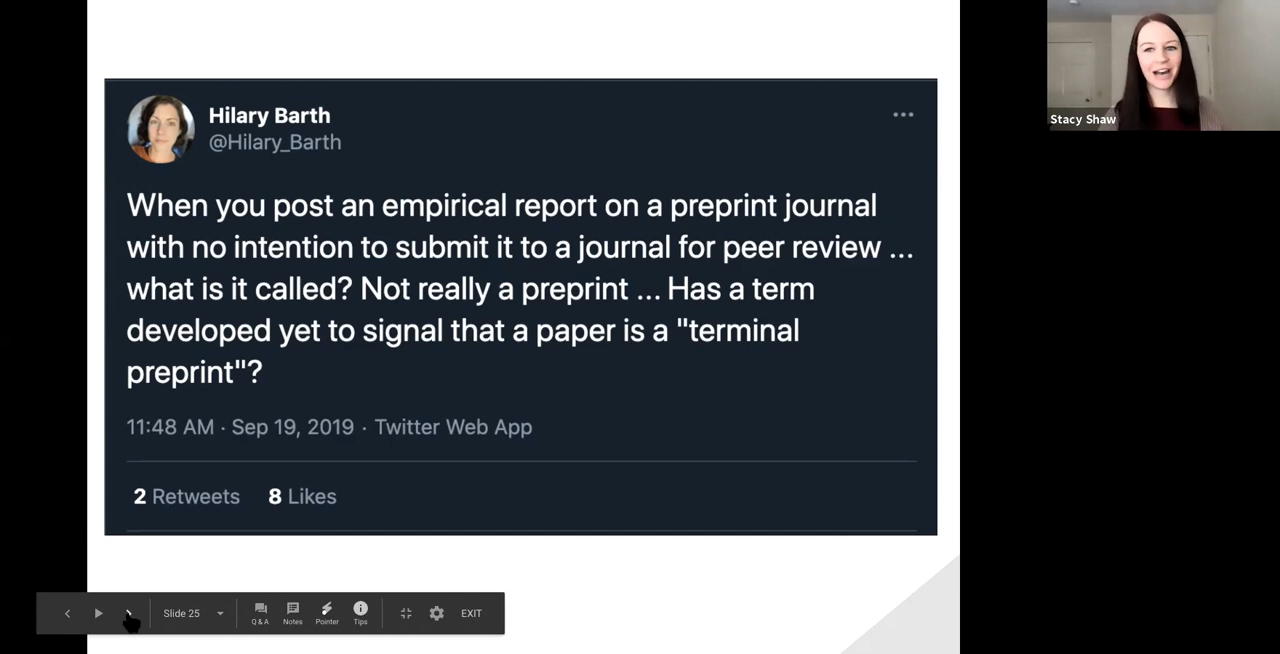 Hilary Barth
@Hilary_Barth
When you post an empirical report on a preprint journal
with no intention to submit it to a journal for peer review ...
what is it called? Not really a preprint ... Has a term
developed yet to signal that a paper is a "terminal
preprint"?
11:48 AM · Sep 19, 2019 · Twitter Web App
2 Retweets 8 Likes
Stacy Shaw
Slide 25
Q & A
Notes
Pointer
Tips
EXIT